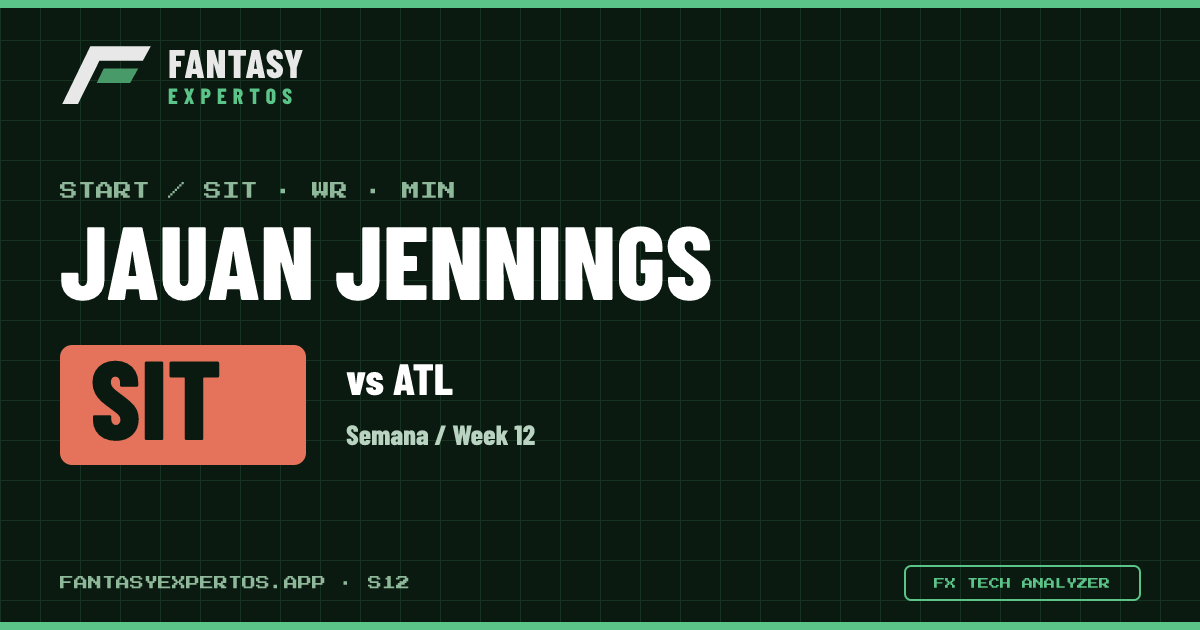 FANTASY
EXPERTOS
START / SIT · WR · MIN
JAUAN JENNINGS
SIT
vs ATL
Semana / Week 12
FANTASYEXPERTOS.APP · S12
FX TECH ANALYZER